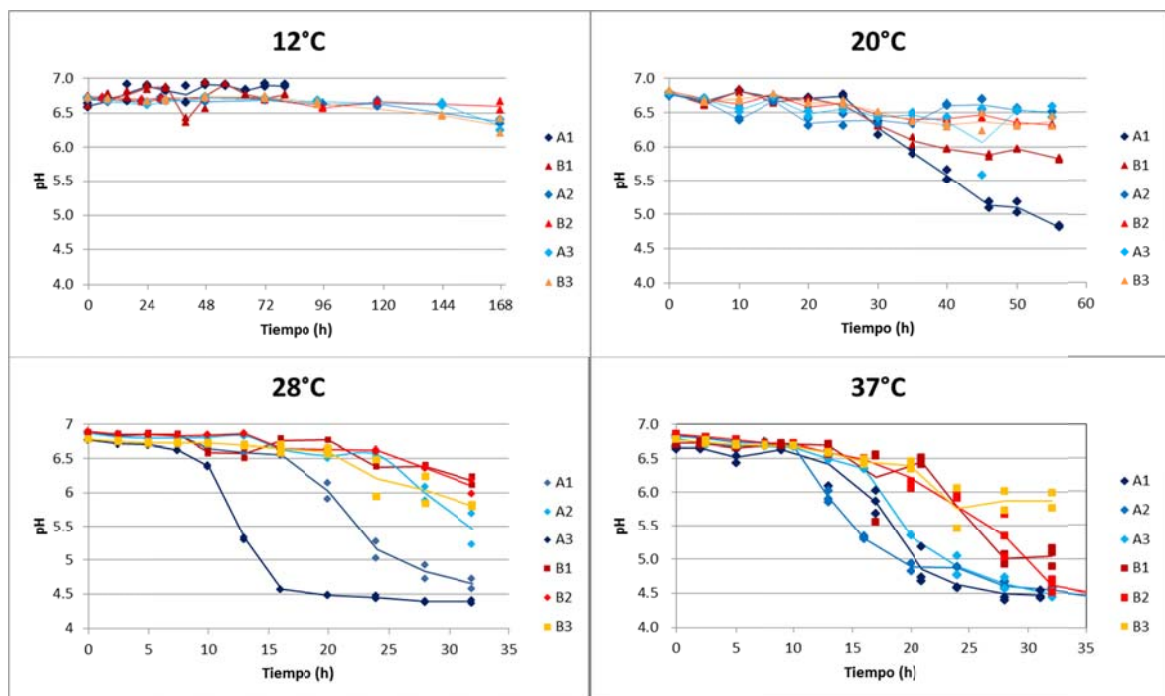 12°C
7.0
6.5
6.0
5.5
5.0
4.5
4.0
pH
0 24 48 72 96 120 144 168
Tiempo (h)
A1
B1
A2
B2
A3
B3
20°C
7.0
6.5
6.0
5.5
5.0
4.5
4.0
pH
0 10 20 30 40 50 60
Tiempo (h)
A1
B1
A2
B2
A3
B3
28°C
7
6.5
6
5.5
5
4.5
4
pH
0 5 10 15 20 25 30 35
Tiempo (h)
A1
A2
A3
B1
B2
B3
37°C
7.0
6.5
6.0
5.5
5.0
4.5
4.0
pH
0 5 10 15 20 25 30 35
Tiempo (h)
A1
A2
A3
B1
B2
B3